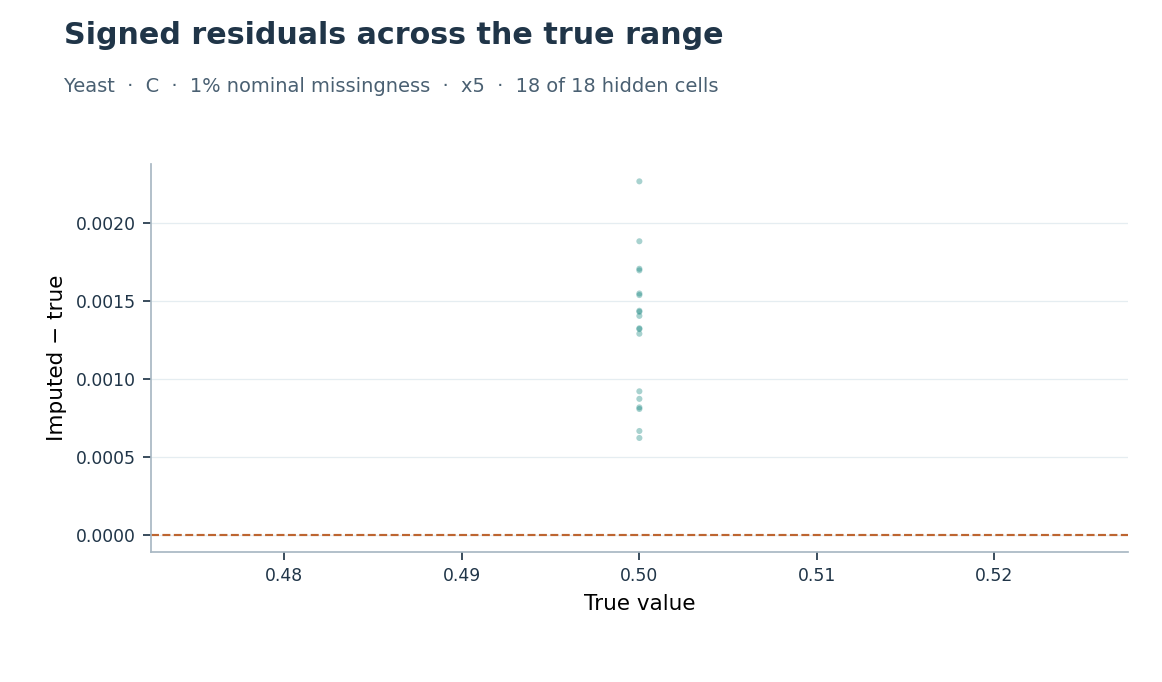 Signed residuals across the true range
Yeast · C · 1% nominal missingness · x5 · 18 of 18 hidden cells
Imputed − true
0.0020
0.0015
0.0010
0.0005
0.0000
0.48 0.49 0.50 0.51 0.52
True value